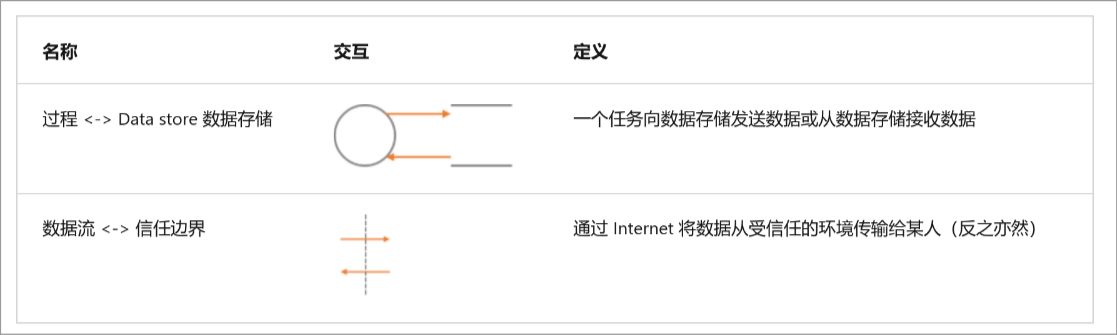 名称 交互 定义
过程 <-> Data store 数据存储 一个任务向数据存储发送数据或从数据存储接收数据
数据流 <-> 信任边界 通过 Internet 将数据从受信任的环境传输给某人（反之亦然）